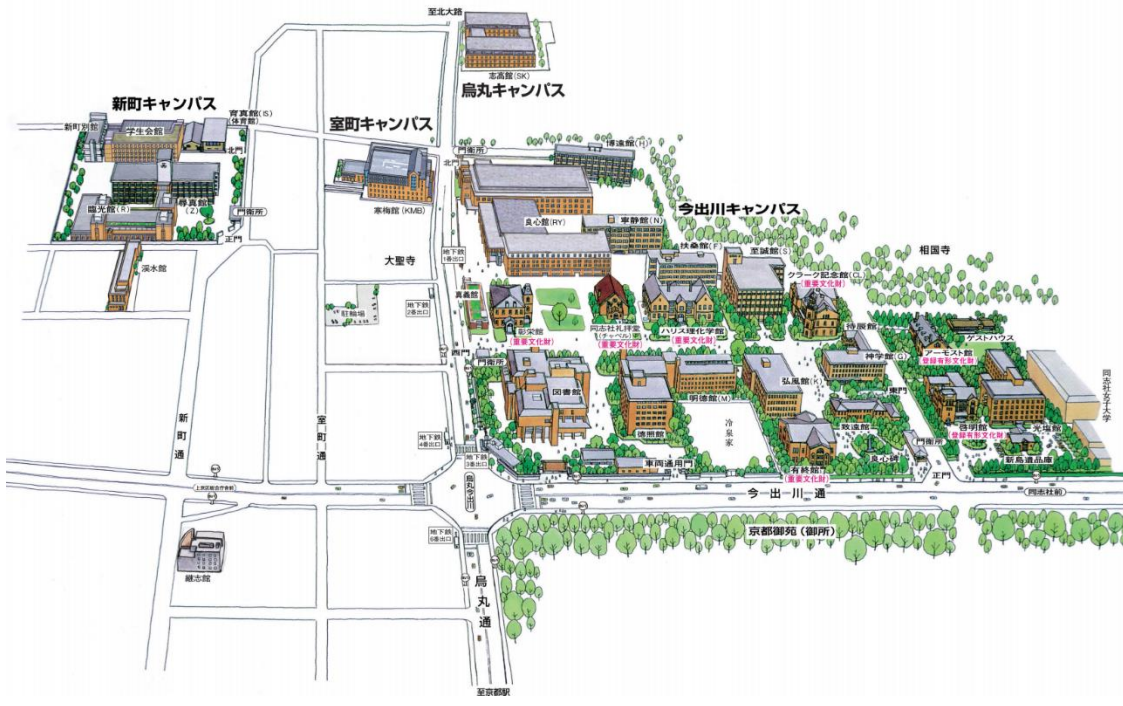 至北大路
志高館(SK)
烏丸キャンパス
新町キャンパス
育真館(IS)
(体育館)
新町別館
学生会館
北門
室町キャンパス
門衛所
北門
博遠館(H)
臨光館(R)
尋真館
(Z)
門衛所
正門
寒梅館(KMB)
良心館(RY)
寧静館(N)
今出川キャンパス
扶桑館(F)
至誠館(S)
相国寺
渓水館
大聖寺
地下鉄
1番出口
クラーク記念館(CL)
(重要文化財)
真義館
地下鉄
2番出口
駐輪場
彰栄館
(重要文化財)
同志社礼拝堂
(チャペル)
(重要文化財)
ハリス理化学館
(重要文化財)
待辰館
ゲストハウス
アーモスト館
登録有形文化財
神学館(G)
西門
門衛所
図書館
明徳館(M)
弘風館(K)
東門
同志社女子大学
新町通
室町通
徳照館
冷泉家
致遠館
啓明館
(登録有形文化財)
光塩館
地下鉄
4番出口
地下鉄
3番出口
車両通用門
有終館
(重要文化財)
良心碑
門衛所
新島遺品庫
正門
上京区総合庁舎前
烏丸今出川
今出川通
同志社前
地下鉄
6番出口
京都御苑(御所)
継志館
烏丸通
至京都駅